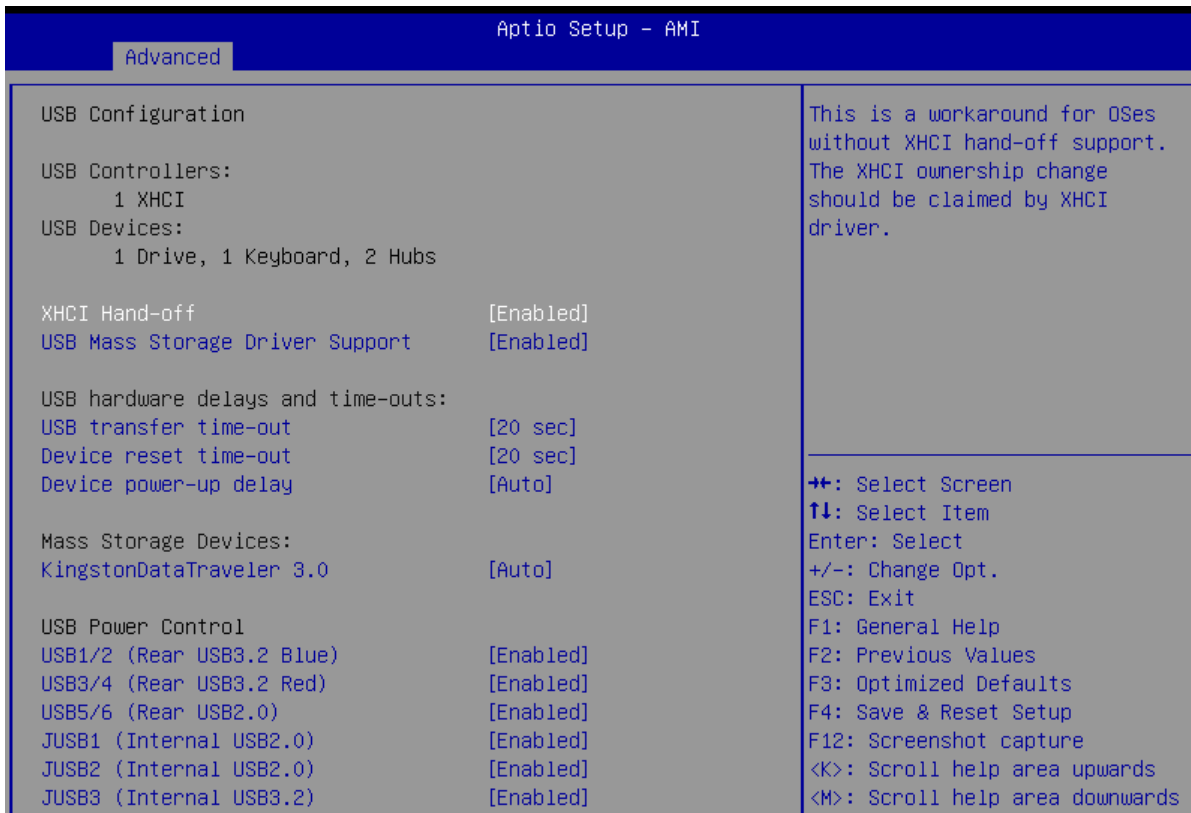 Aptio Setup - AMI
Advanced
USB Configuration
USB Controllers:
1 XHCI
USB Devices:
1 Drive, 1 Keyboard, 2 Hubs
XHCI Hand-off [Enabled]
USB Mass Storage Driver Support [Enabled]
USB hardware delays and time-outs:
USB transfer time-out [20 sec]
Device reset time-out [20 sec]
Device power-up delay [Auto]
Mass Storage Devices:
KingstonDataTraveler 3.0 [Auto]
USB Power Control
USB1/2 (Rear USB3.2 Blue) [Enabled]
USB3/4 (Rear USB3.2 Red) [Enabled]
USB5/6 (Rear USB2.0) [Enabled]
JUSB1 (Internal USB2.0) [Enabled]
JUSB2 (Internal USB2.0) [Enabled]
JUSB3 (Internal USB3.2) [Enabled]
This is a workaround for OSes
without XHCI hand-off support.
The XHCI ownership change
should be claimed by XHCI
driver.
→←: Select Screen
↑↓: Select Item
Enter: Select
+/-: Change Opt.
ESC: Exit
F1: General Help
F2: Previous Values
F3: Optimized Defaults
F4: Save & Reset Setup
F12: Screenshot capture
<K>: Scroll help area upwards
<M>: Scroll help area downwards